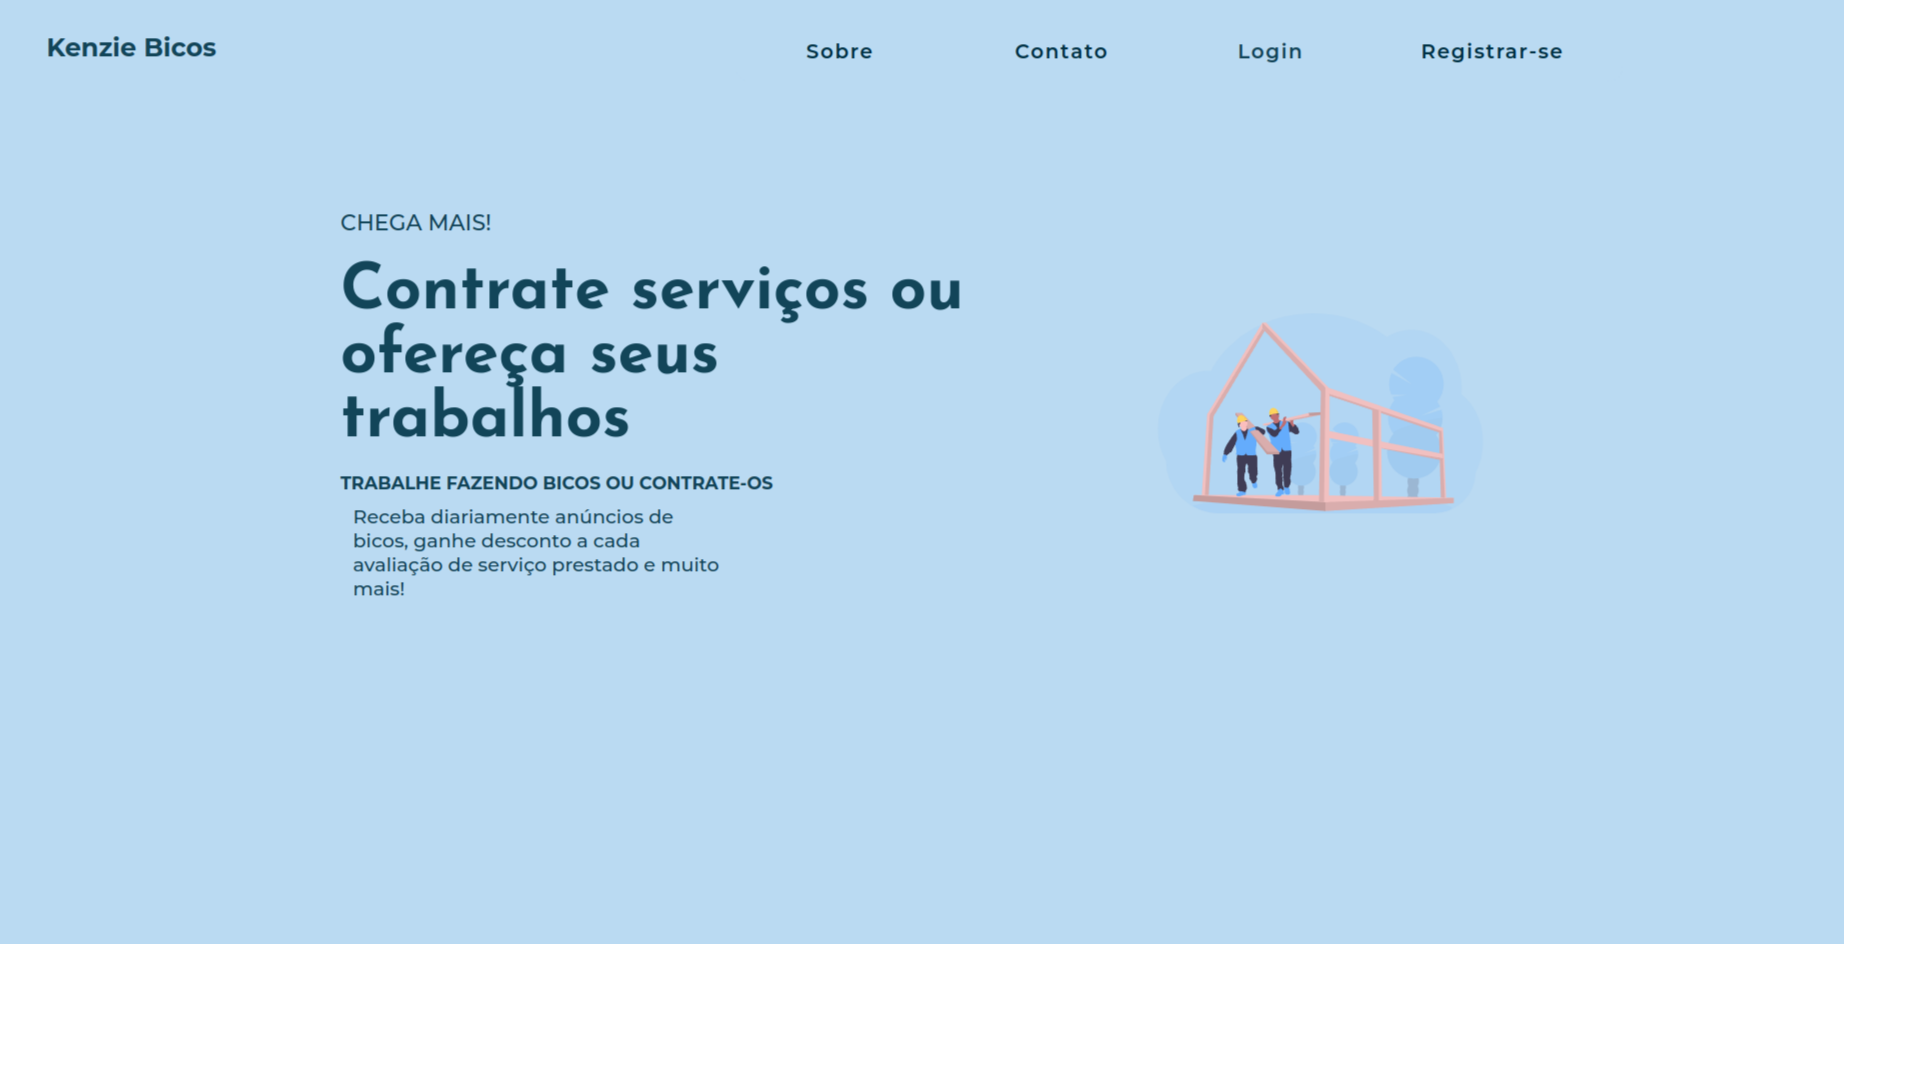 Kenzie Bicos
Sobre Contato Login Registrar-se
CHEGA MAIS!
Contrate serviços ou
ofereça seus
trabalhos
TRABALHE FAZENDO BICOS OU CONTRATE-OS
Receba diariamente anúncios de
bicos, ganhe desconto a cada
avaliação de serviço prestado e muito
mais!